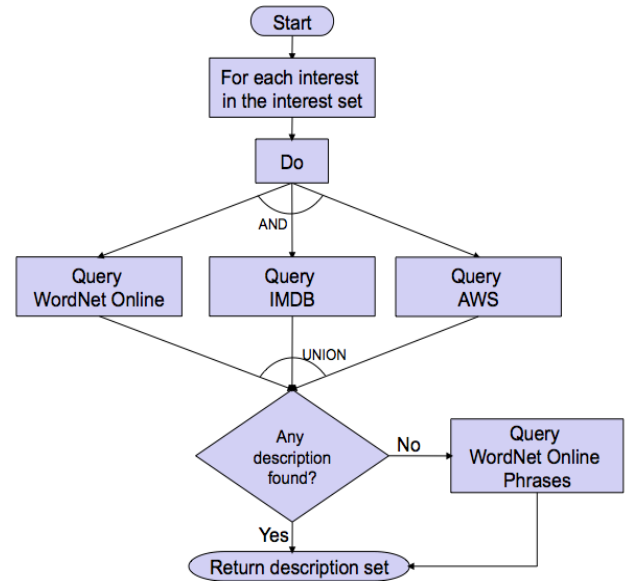 Start
For each interest
in the interest set
Do
AND
Query
WordNet Online
Query
IMDB
Query
AWS
UNION
Any
description
found?
No
Query
WordNet Online
Phrases
Yes
Return description set